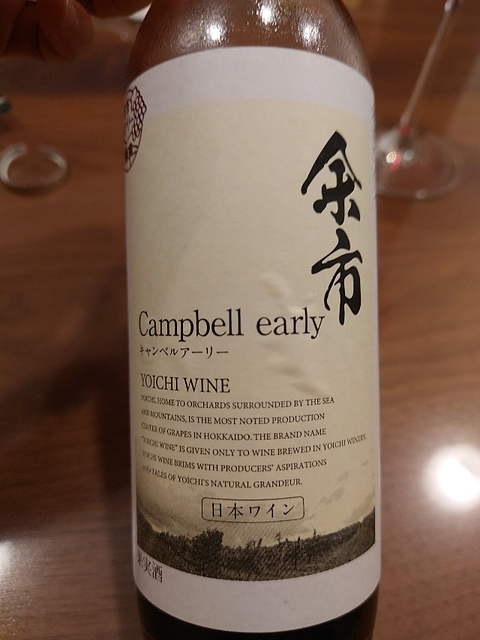 余市
Campbell early
キャンベルアーリー
YOICHI WINE
YOICHI, HOME TO ORCHARDS SURROUNDED BY THE SEA
AND MOUNTAINS, IS THE MOST NOTED PRODUCTION
CENTER OF GRAPES IN HOKKAIDO. THE BRAND NAME
"YOICHI WINE" IS GIVEN ONLY TO WINE BREWED IN YOICHI WINERY.
YOICHI WINE BRIMS WITH PRODUCERS' ASPIRATIONS
AND TALES OF YOICHI'S NATURAL GRANDEUR.
日本ワイン
果実酒